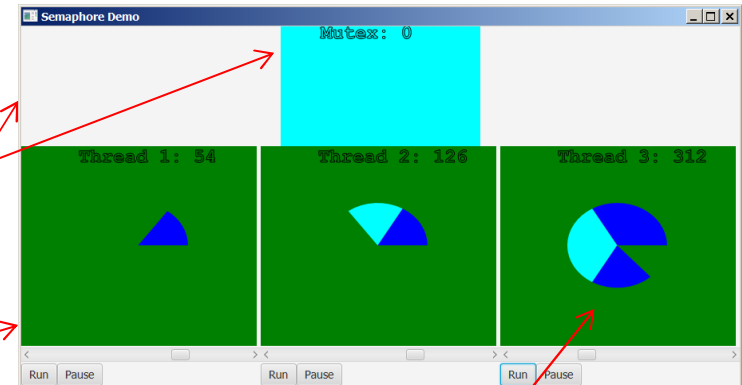 Semaphore Demo
Mutex: 0
Thread 1: 54
Thread 2: 126
Thread 3: 312
Run Pause
Run Pause
Run Pause